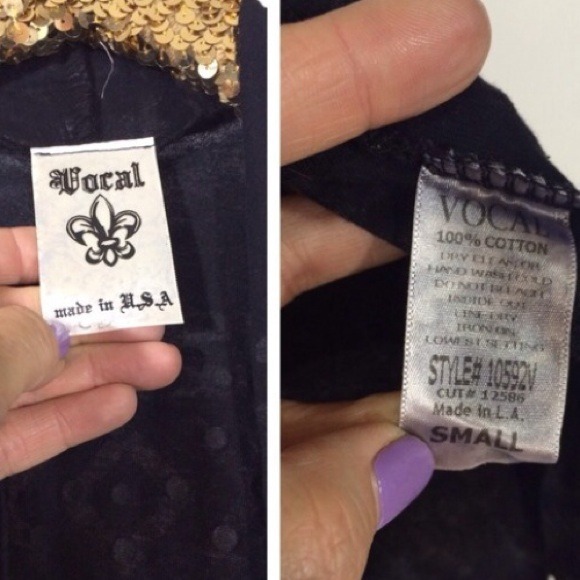 Vocal
made in U.S.A
VOCAL
100% COTTON
DRY CLEAN OR
HAND WASH COLD
DO NOT BLEACH
INSIDE OUT
LINE DRY
IRON ON
LOWEST SETTING
STYLE# 10592V
CUT# 12586
Made in L.A.
SMALL